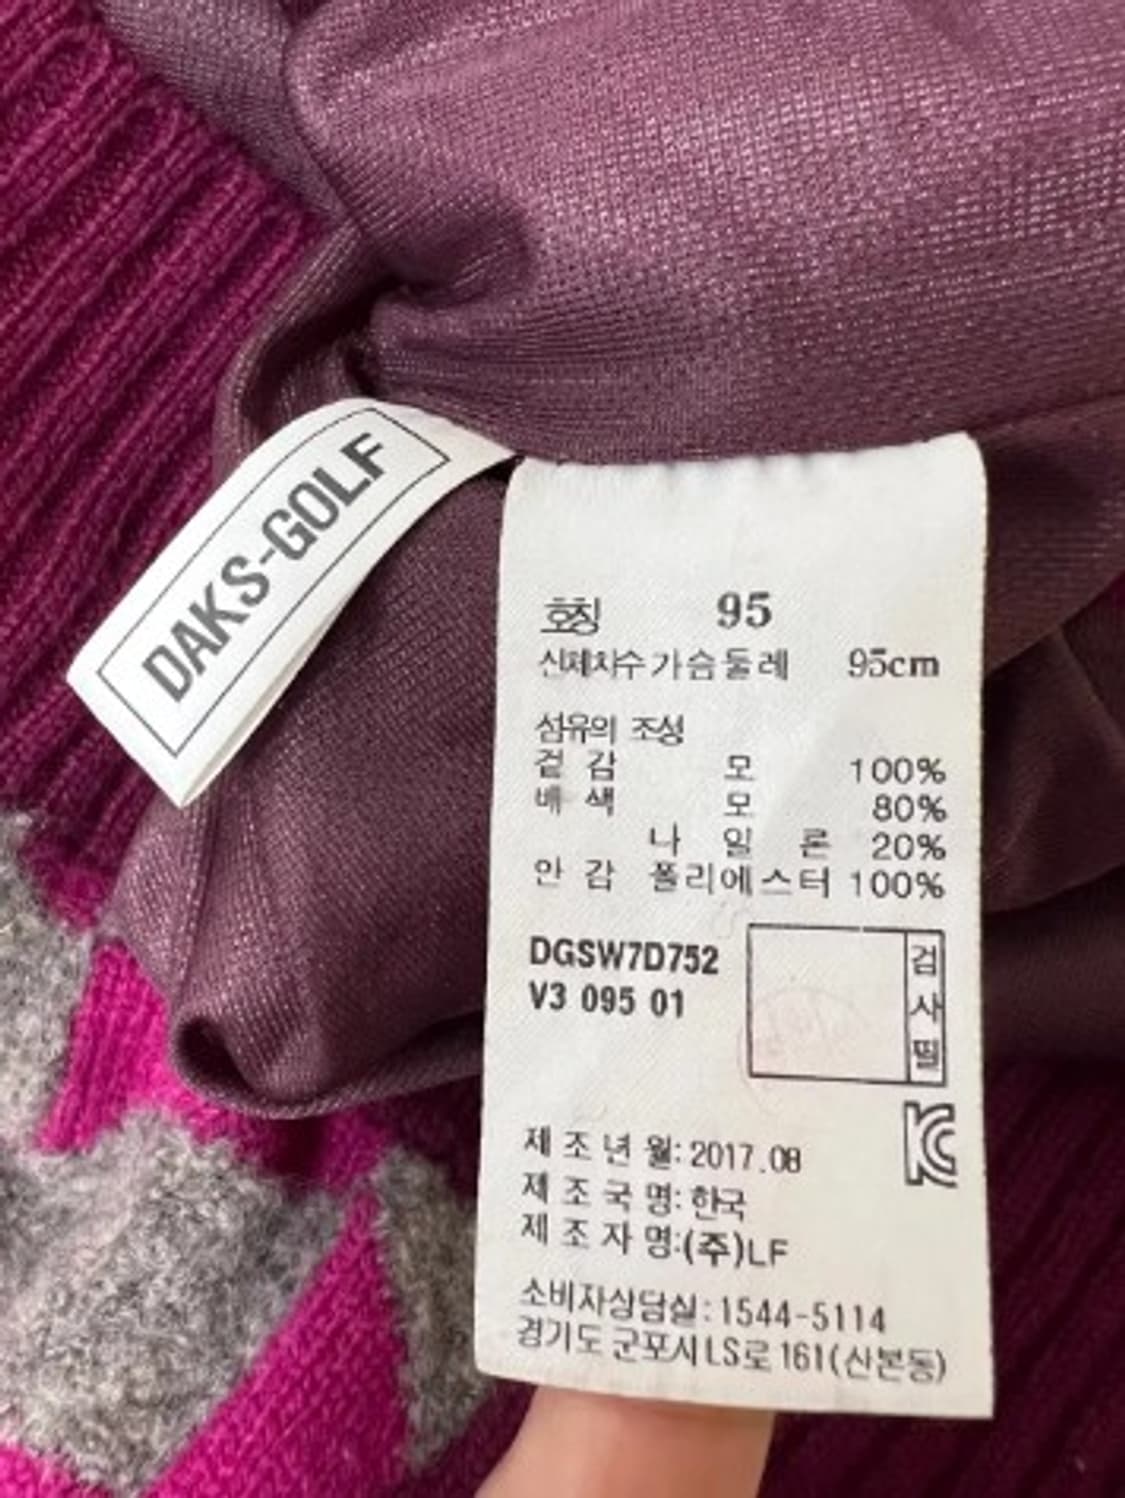 DAKS-GOLF
호칭 95
신체치수 가슴둘레 95cm
섬유의 조성
겉감 모 100%
배색 모 80%
나일론 20%
안감 폴리에스터 100%
DGSW7D752
V3 095 01
검사필
제조년월: 2017.08
제조국명: 한국
제조자명:(주)LF
소비자상담실: 1544-5114
경기도 군포시 LS로 161(산본동)